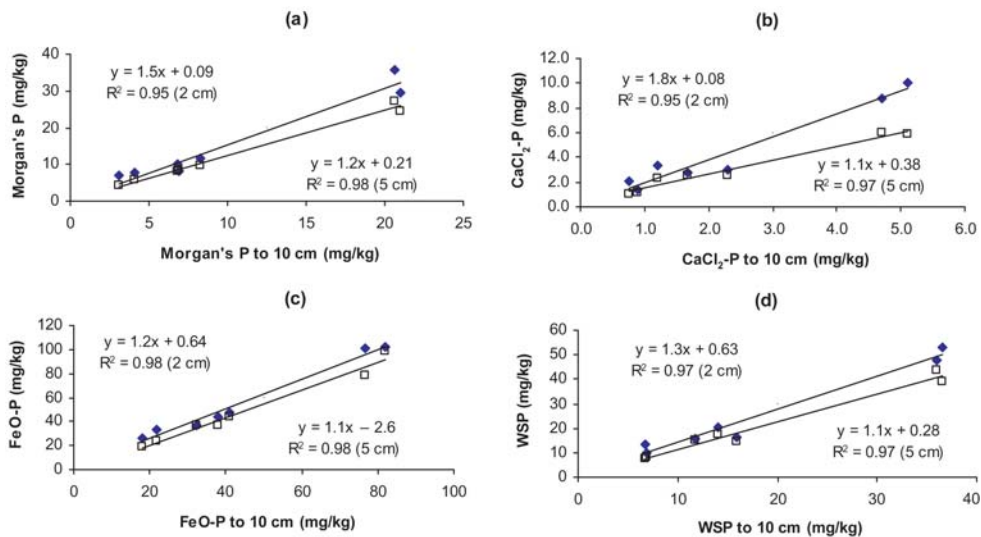 (a)
Morgan's P (mg/kg)
40
30
20
10
0
y = 1.5x + 0.09
R² = 0.95 (2 cm)
y = 1.2x + 0.21
R² = 0.98 (5 cm)
0 5 10 15 20 25
Morgan's P to 10 cm (mg/kg)
(b)
CaCl₂-P (mg/kg)
10.0
8.0
6.0
4.0
2.0
0.0
y = 1.8x + 0.08
R² = 0.95 (2 cm)
y = 1.1x + 0.38
R² = 0.97 (5 cm)
0.0 1.0 2.0 3.0 4.0 5.0 6.0
CaCl₂-P to 10 cm (mg/kg)
(c)
FeO-P (mg/kg)
120
100
80
60
40
20
0
y = 1.2x + 0.64
R² = 0.98 (2 cm)
y = 1.1x – 2.6
R² = 0.98 (5 cm)
0 20 40 60 80 100
FeO-P to 10 cm (mg/kg)
(d)
WSP (mg/kg)
60
50
40
30
20
10
0
y = 1.3x + 0.63
R² = 0.97 (2 cm)
y = 1.1x + 0.28
R² = 0.97 (5 cm)
0 10 20 30 40
WSP to 10 cm (mg/kg)